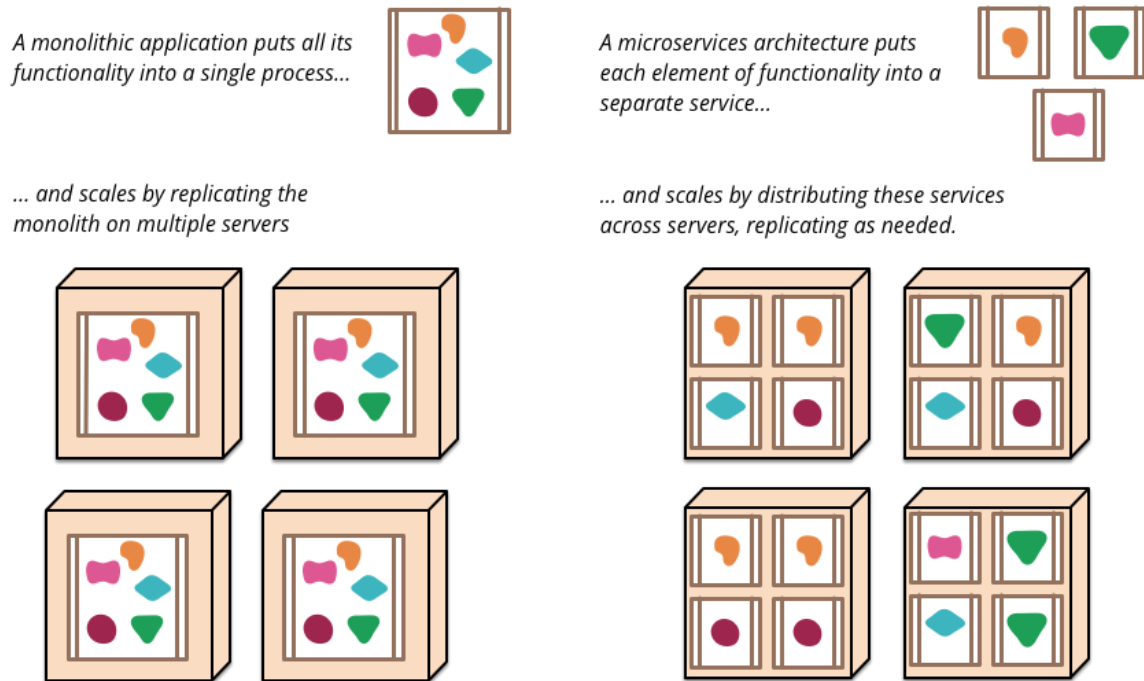 A monolithic application puts all its
functionality into a single process...
... and scales by replicating the
monolith on multiple servers
A microservices architecture puts
each element of functionality into a
separate service...
... and scales by distributing these services
across servers, replicating as needed.